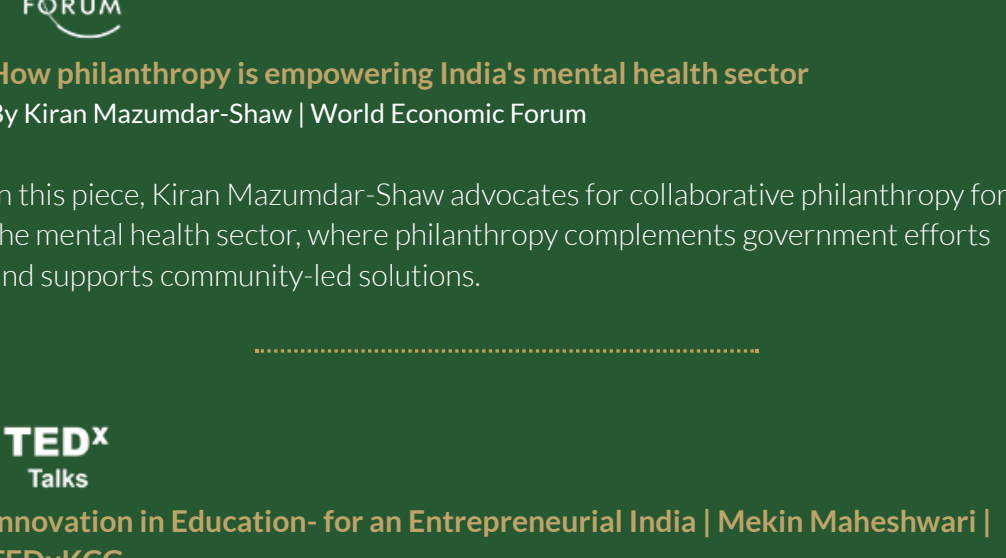 FORUM
How philanthropy is empowering India's mental health sector
By Kiran Mazumdar-Shaw | World Economic Forum
In this piece, Kiran Mazumdar-Shaw advocates for collaborative philanthropy for
the mental health sector, where philanthropy complements government efforts
and supports community-led solutions.
TEDx
Talks
Innovation in Education- for an Entrepreneurial India | Mekin Maheshwari |
TEDxKCG